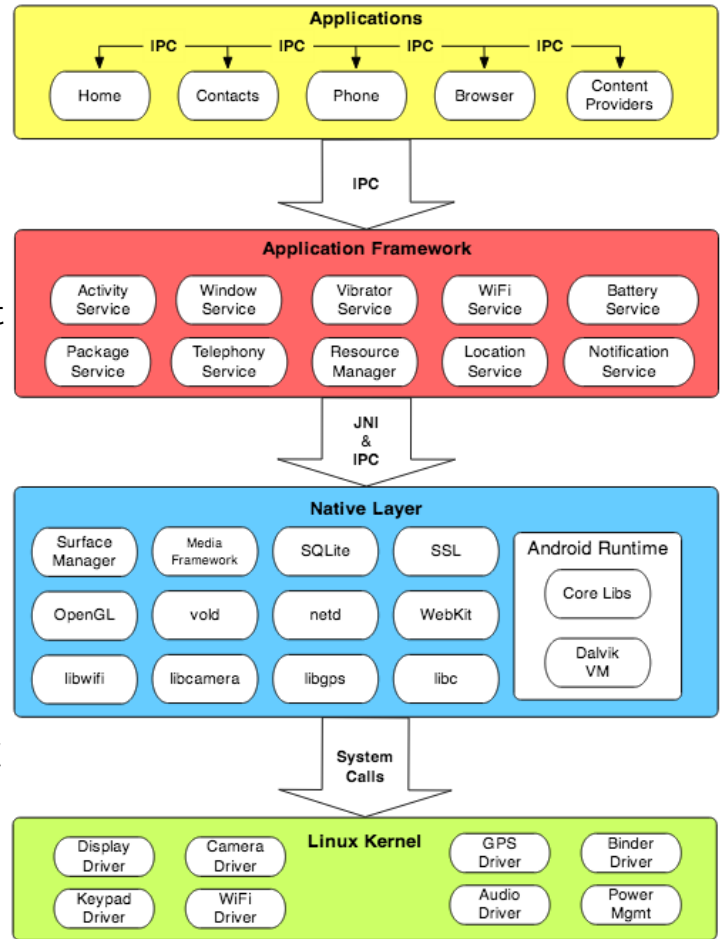 Applications
IPC IPC IPC IPC
Home Contacts Phone Browser Content Providers
IPC
Application Framework
Activity Service Window Service Vibrator Service WiFi Service Battery Service
t
Package Service Telephony Service Resource Manager Location Service Notification Service
JNI
&
IPC
Native Layer
Surface Manager Media Framework SQLite SSL
Android Runtime
OpenGL vold netd WebKit
Core Libs
libwifi libcamera libgps libc
Dalvik VM
System
Calls
Linux Kernel
Display Driver Camera Driver GPS Driver Binder Driver
Keypad Driver WiFi Driver Audio Driver Power Mgmt